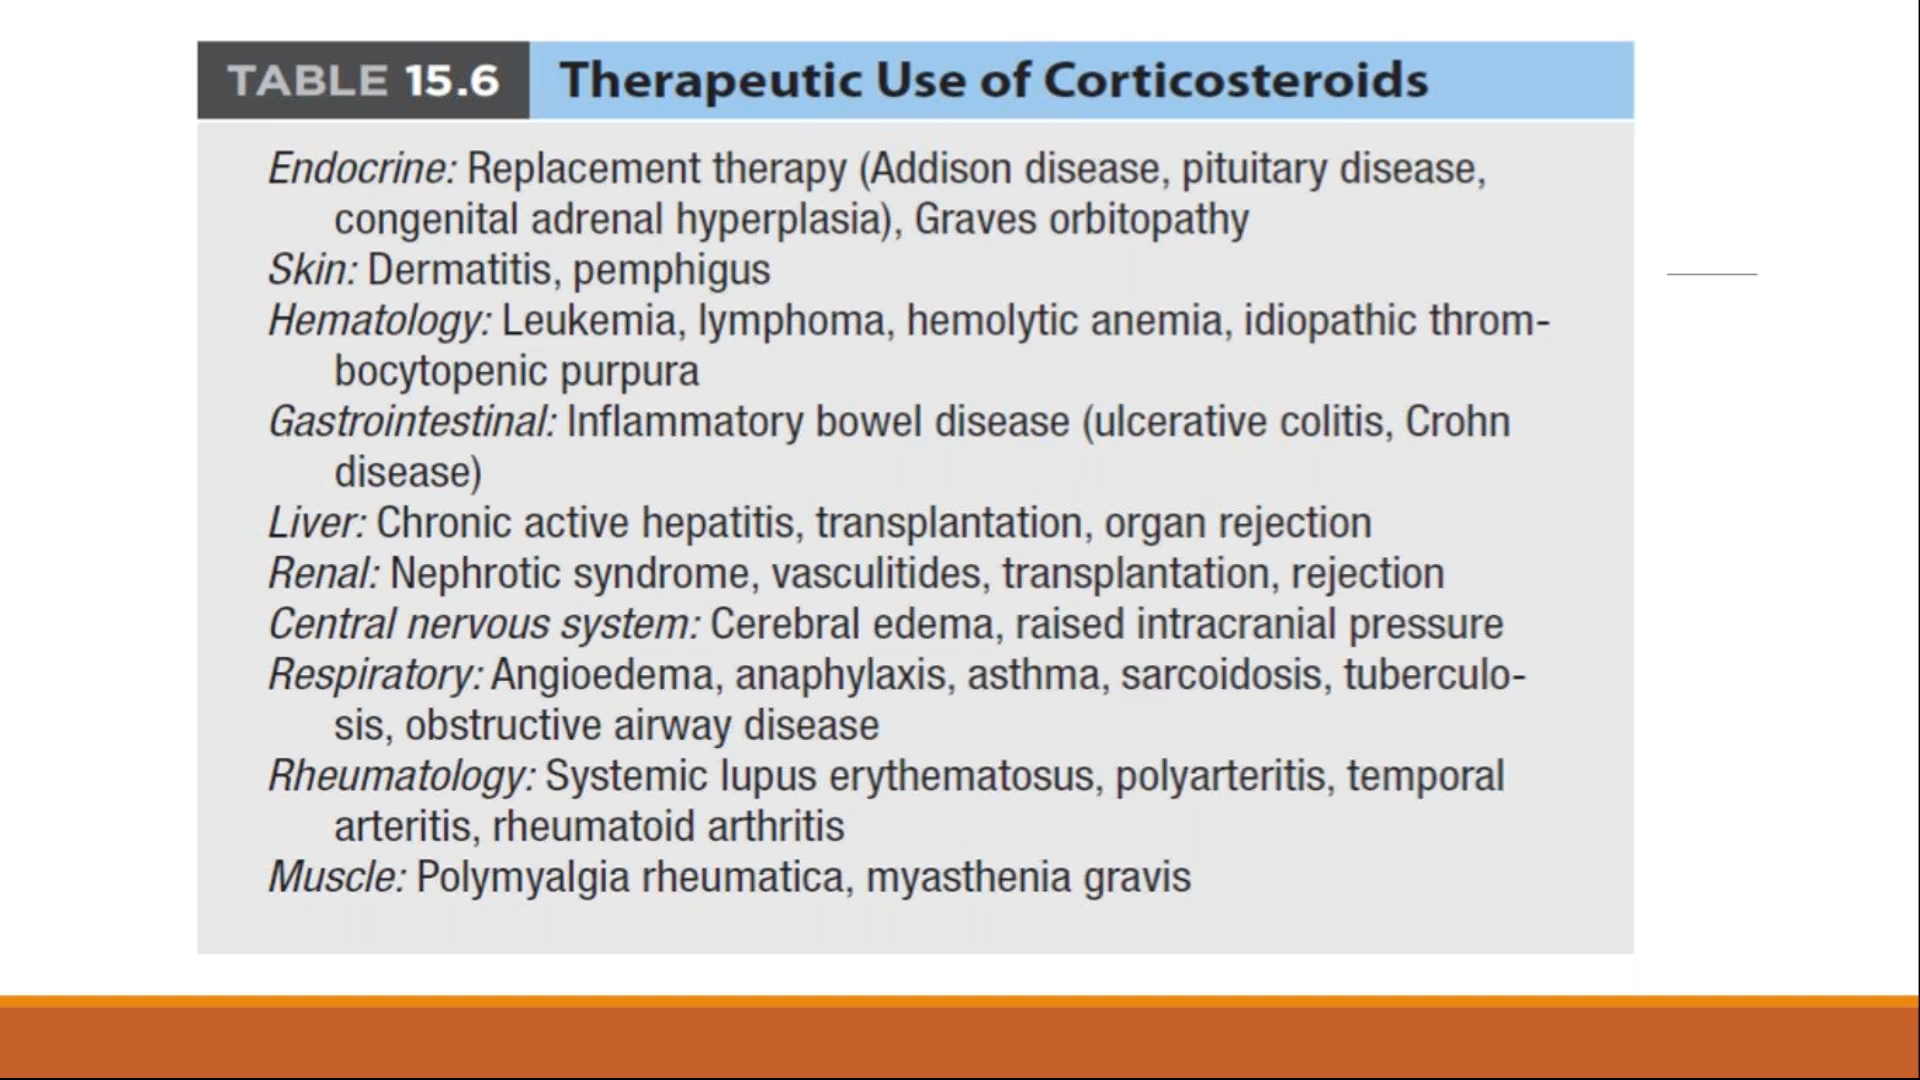 TABLE 15.6 Therapeutic Use of Corticosteroids
Endocrine: Replacement therapy (Addison disease, pituitary disease,
congenital adrenal hyperplasia), Graves orbitopathy
Skin: Dermatitis, pemphigus
Hematology: Leukemia, lymphoma, hemolytic anemia, idiopathic throm-
bocytopenic purpura
Gastrointestinal: Inflammatory bowel disease (ulcerative colitis, Crohn
disease)
Liver: Chronic active hepatitis, transplantation, organ rejection
Renal: Nephrotic syndrome, vasculitides, transplantation, rejection
Central nervous system: Cerebral edema, raised intracranial pressure
Respiratory: Angioedema, anaphylaxis, asthma, sarcoidosis, tuberculo-
sis, obstructive airway disease
Rheumatology: Systemic lupus erythematosus, polyarteritis, temporal
arteritis, rheumatoid arthritis
Muscle: Polymyalgia rheumatica, myasthenia gravis